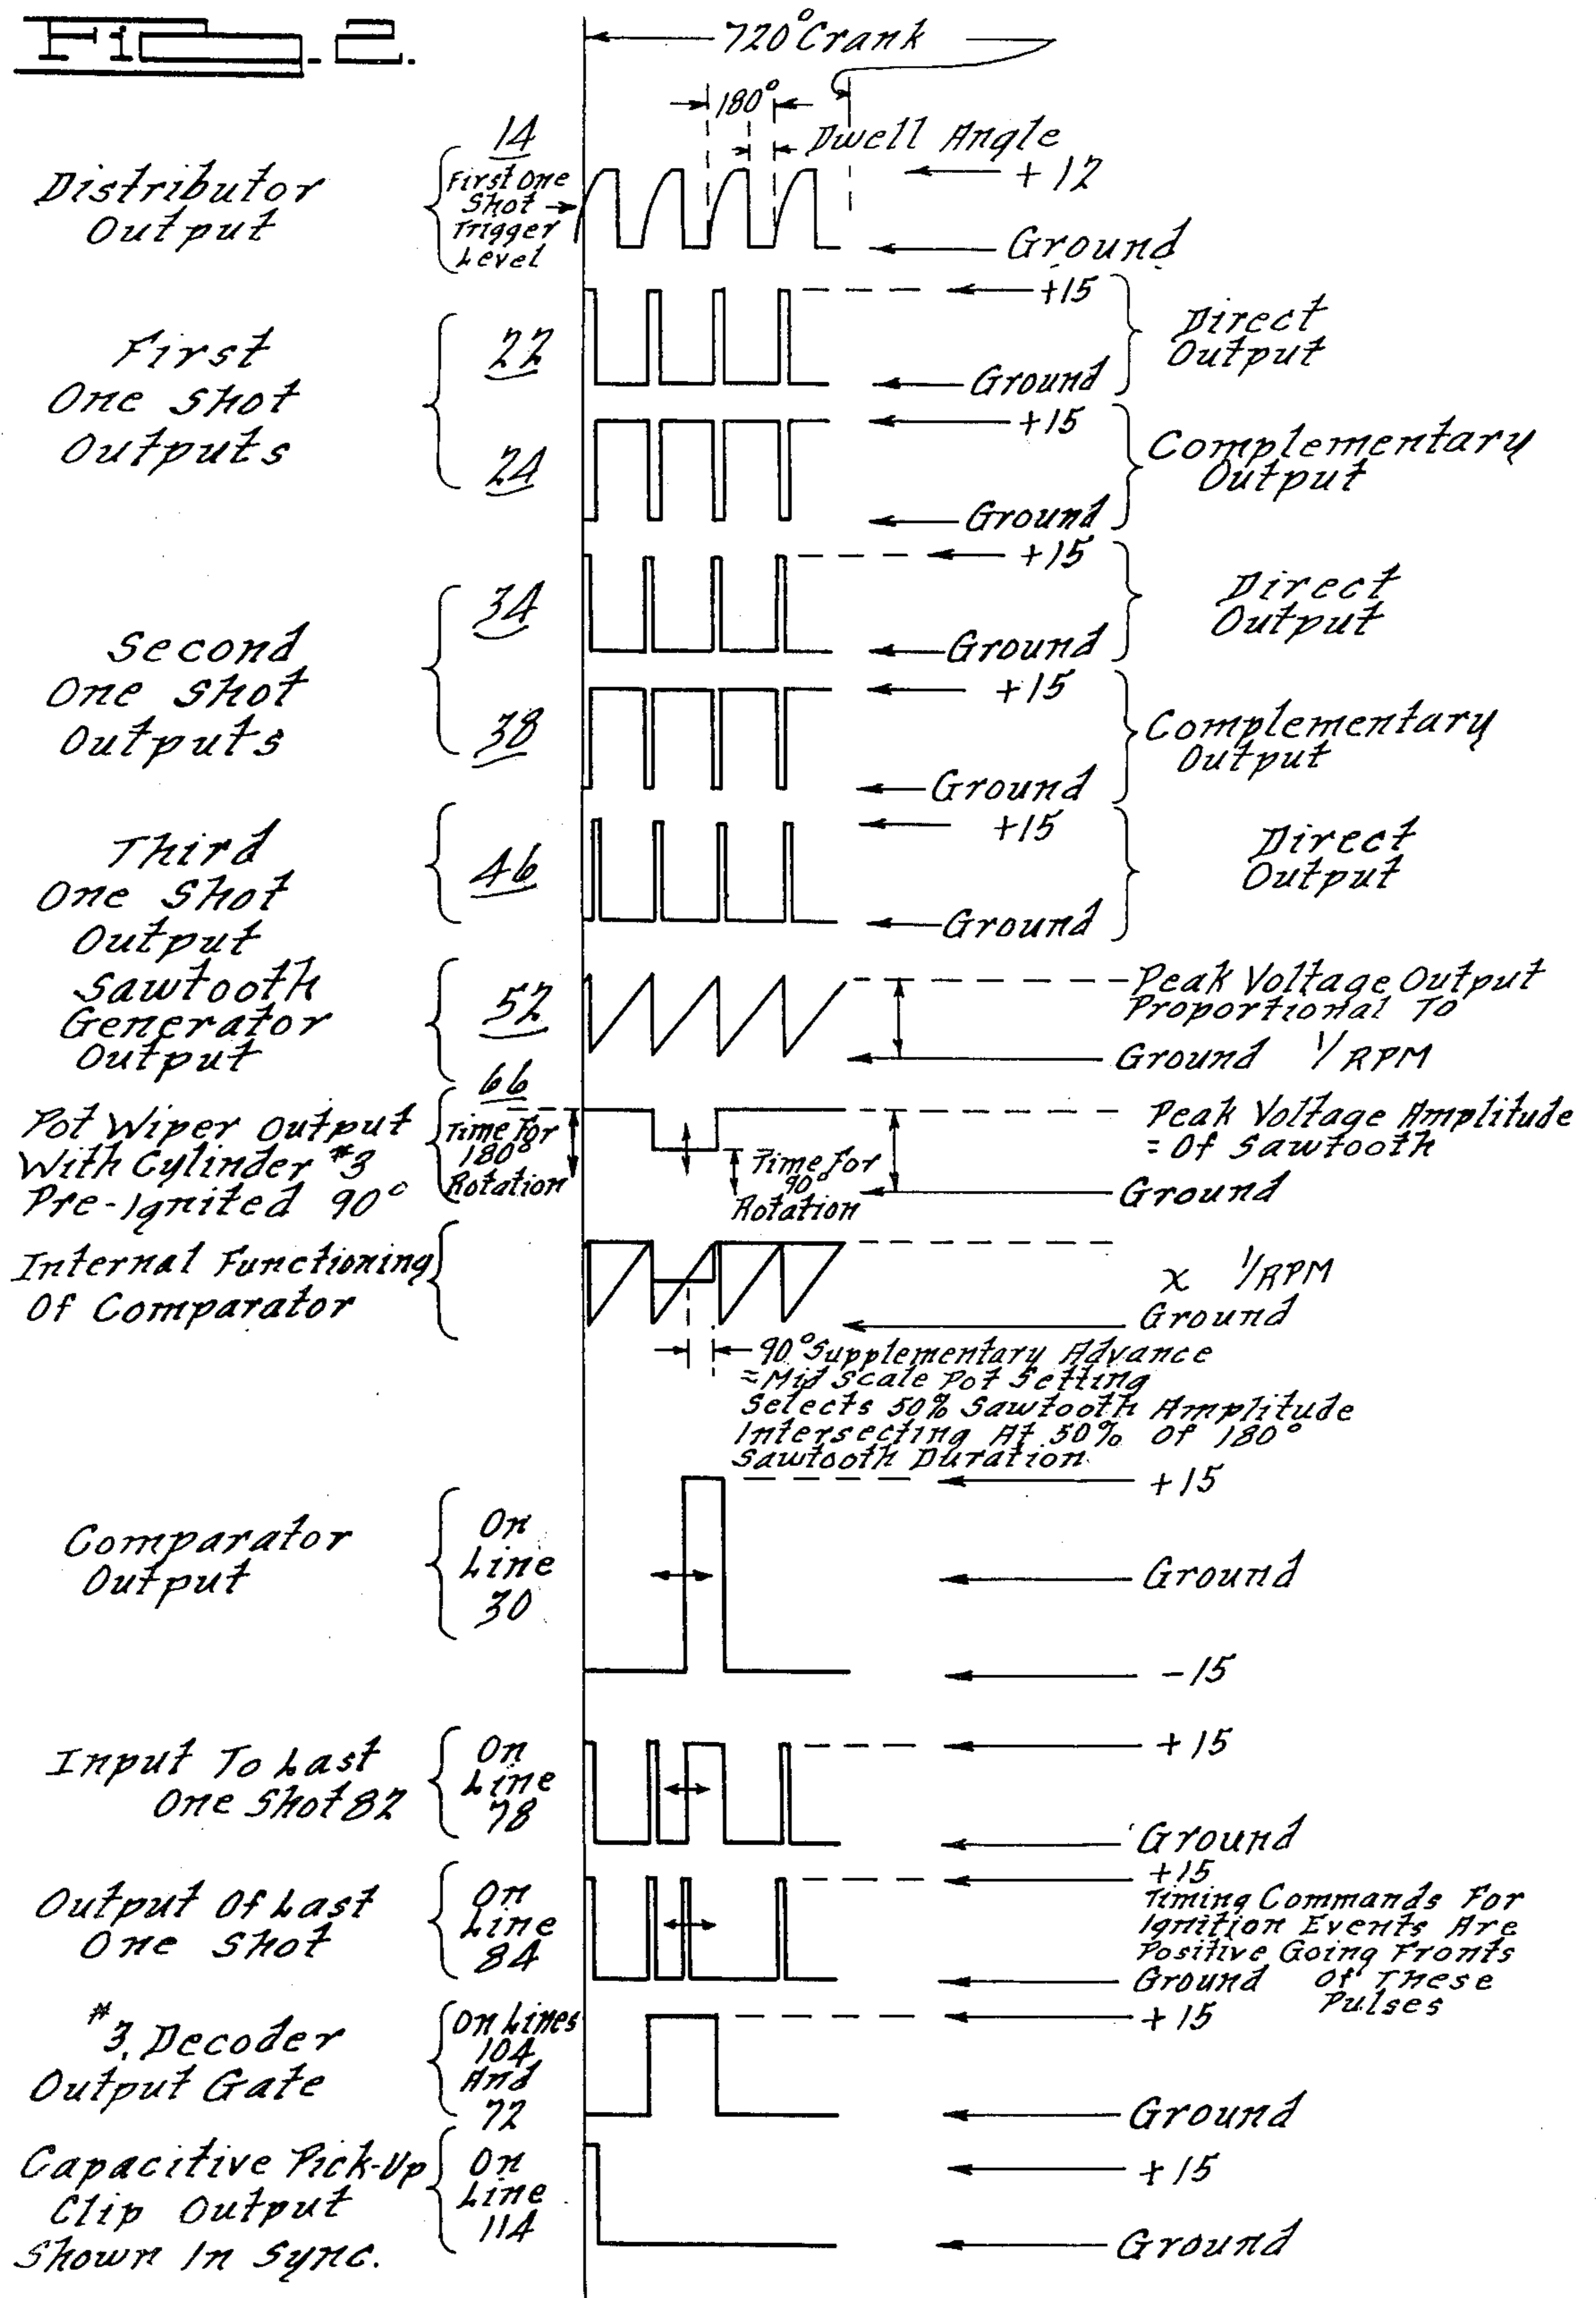 FIG. 2.
720° Crank
180°
Dwell Angle
Distributor
Output
14
First One
Shot
Trigger
Level
+12
Ground
First
One Shot
Outputs
22
+15
Ground
Direct
Output
24
+15
Ground
Complementary
Output
Second
One Shot
Outputs
34
+15
Ground
Direct
Output
38
+15
Ground
Complementary
Output
Third
One Shot
Output
46
+15
Ground
Direct
Output
Sawtooth
Generator
Output
52
Peak Voltage Output
Proportional To
Ground 1/RPM
Pot Wiper Output
With Cylinder #3
Pre-Ignited 90°
66
Time For
180°
Rotation
Time For
90°
Rotation
Peak Voltage Amplitude
= Of Sawtooth
Ground
Internal Functioning
Of Comparator
x 1/RPM
Ground
90° Supplementary Advance
= Mid Scale Pot Setting
Selects 50% Sawtooth Amplitude
Intersecting At 50% Of 180°
Sawtooth Duration
Comparator
Output
On
Line
30
+15
Ground
-15
Input To Last
One Shot 82
On
Line
78
+15
Ground
Output Of Last
One Shot
On
Line
84
+15
Timing Commands For
Ignition Events Are
Positive Going Fronts
Ground Of These
Pulses
#3, Decoder
Output Gate
On Lines
104
And
72
+15
Ground
Capacitive Pick-Up
Clip Output
Shown In Sync.
On
Line
114
+15
Ground